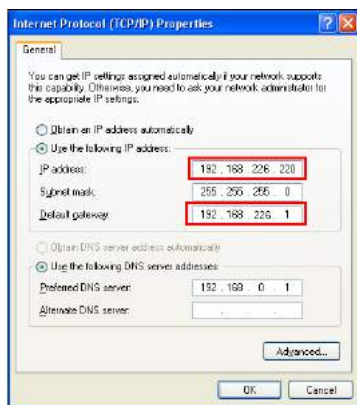 Internet Protocol (TCP/IP) Properties
General
You can get IP settings assigned automatically if your network supports
this capability. Otherwise, you need to ask your network administrator for
the appropriate IP settings.
Obtain an IP address automatically
Use the following IP address:
IP address: 192 . 168 . 226 . 220
Subnet mask: 255 . 255 . 255 . 0
Default gateway: 192 . 168 . 226 . 1
Obtain DNS server address automatically
Use the following DNS server addresses:
Preferred DNS server: 192 . 168 . 0 . 1
Alternate DNS server: . . .
Advanced...
OK Cancel